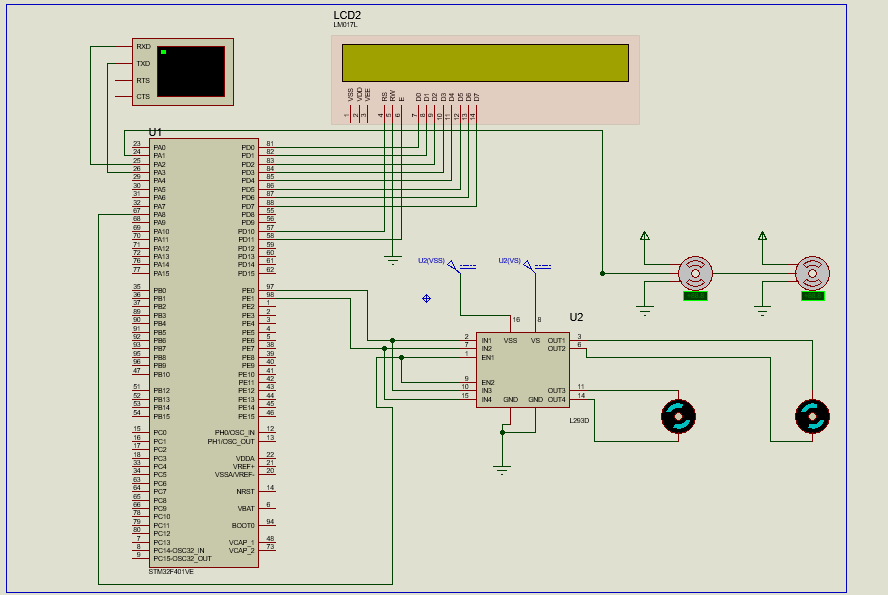 LCD2
LM017L
RXD
TXD
RTS
CTS
VSS VDD VEE RS RW E D0 D1 D2 D3 D4 D5 D6 D7
1 2 3 4 5 6 7 8 9 10 11 12 13 14
U1
23 PA0 PD0 81
24 PA1 PD1 82
25 PA2 PD2 83
26 PA3 PD3 84
29 PA4 PD4 85
30 PA5 PD5 86
31 PA6 PD6 87
32 PA7 PD7 88
67 PA8 PD8 55
68 PA9 PD9 56
69 PA10 PD10 57
70 PA11 PD11 58
71 PA12 PD12 59
72 PA13 PD13 60
76 PA14 PD14 61
77 PA15 PD15 62
35 PB0 PE0 97
36 PB1 PE1 98
37 PB2 PE2 1
89 PB3 PE3 2
90 PB4 PE4 3
91 PB5 PE5 4
92 PB6 PE6 5
93 PB7 PE7 38
95 PB8 PE8 39
96 PB9 PE9 40
47 PB10 PE10 41
PE11 42
51 PB12 PE12 43
52 PB13 PE13 44
53 PB14 PE14 45
54 PB15 PE15 46
15 PC0 PH0/OSC_IN 12
16 PC1 PH1/OSC_OUT 13
17 PC2
18 PC3 VDDA 22
33 PC4 VREF+ 21
34 PC5 VSSA/VREF- 20
63 PC6
64 PC7 NRST 14
65 PC8
66 PC9 VBAT 6
78 PC10
79 PC11 BOOT0 94
80 PC12
7 PC13 VCAP_1 48
8 PC14-OSC32_IN VCAP_2 73
9 PC15-OSC32_OUT
STM32F401VE
U2(VSS)
U2(VS)
U2
16 8
2 IN1 VSS VS OUT1 3
7 IN2 OUT2 6
1 EN1
9 EN2
10 IN3 OUT3 11
15 IN4 GND GND OUT4 14
L293D